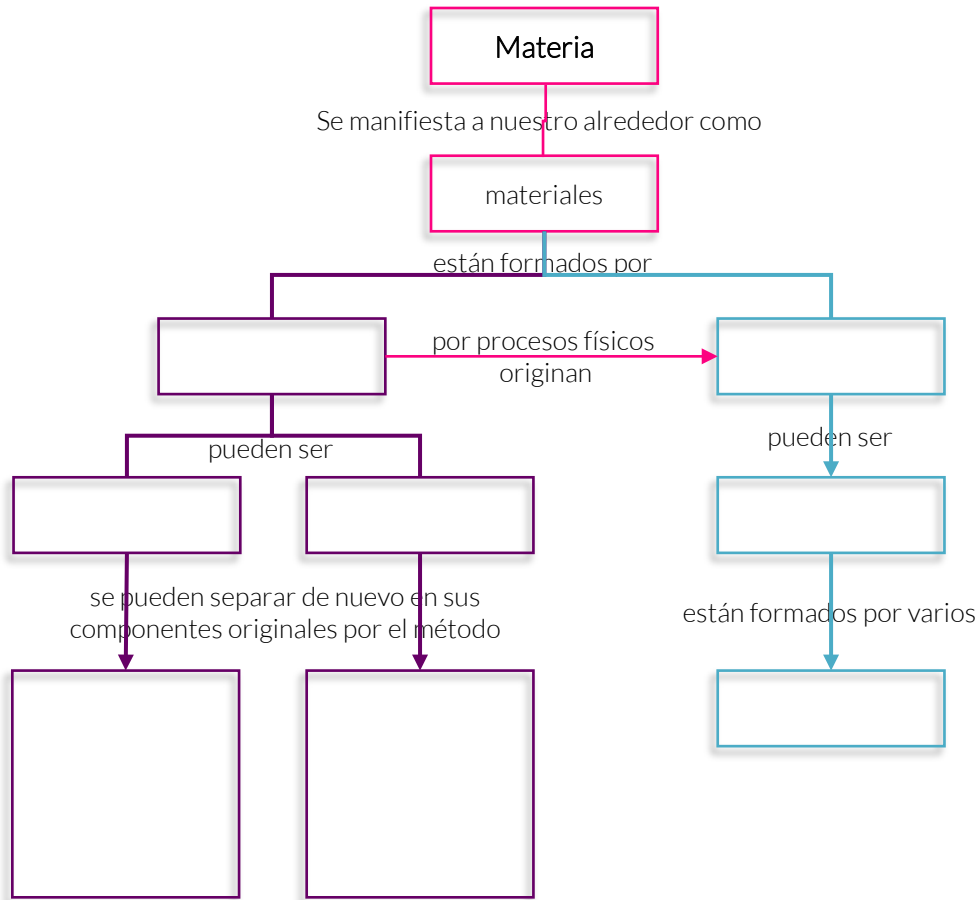 Materia
Se manifiesta a nuestro alrededor como
materiales
están formados por
por procesos físicos
originan
pueden ser
pueden ser
se pueden separar de nuevo en sus
componentes originales por el método
están formados por varios